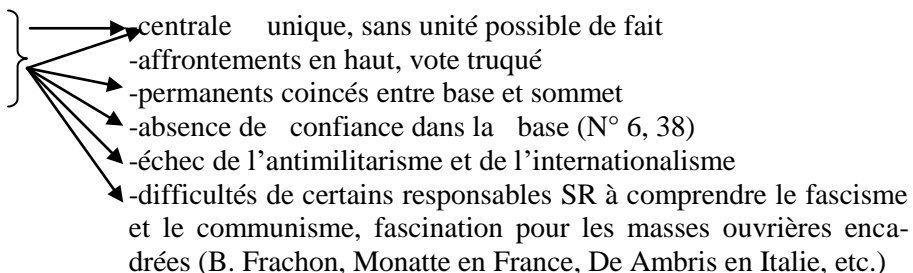 -centrale unique, sans unité possible de fait
-affrontements en haut, vote truqué
-permanents coincés entre base et sommet
-absence de confiance dans la base (N° 6, 38)
-échec de l’antimilitarisme et de l’internationalisme
-difficultés de certains responsables SR à comprendre le fascisme
et le communisme, fascination pour les masses ouvrières enca-
drées (B. Frachon, Monatte en France, De Ambris en Italie, etc.)